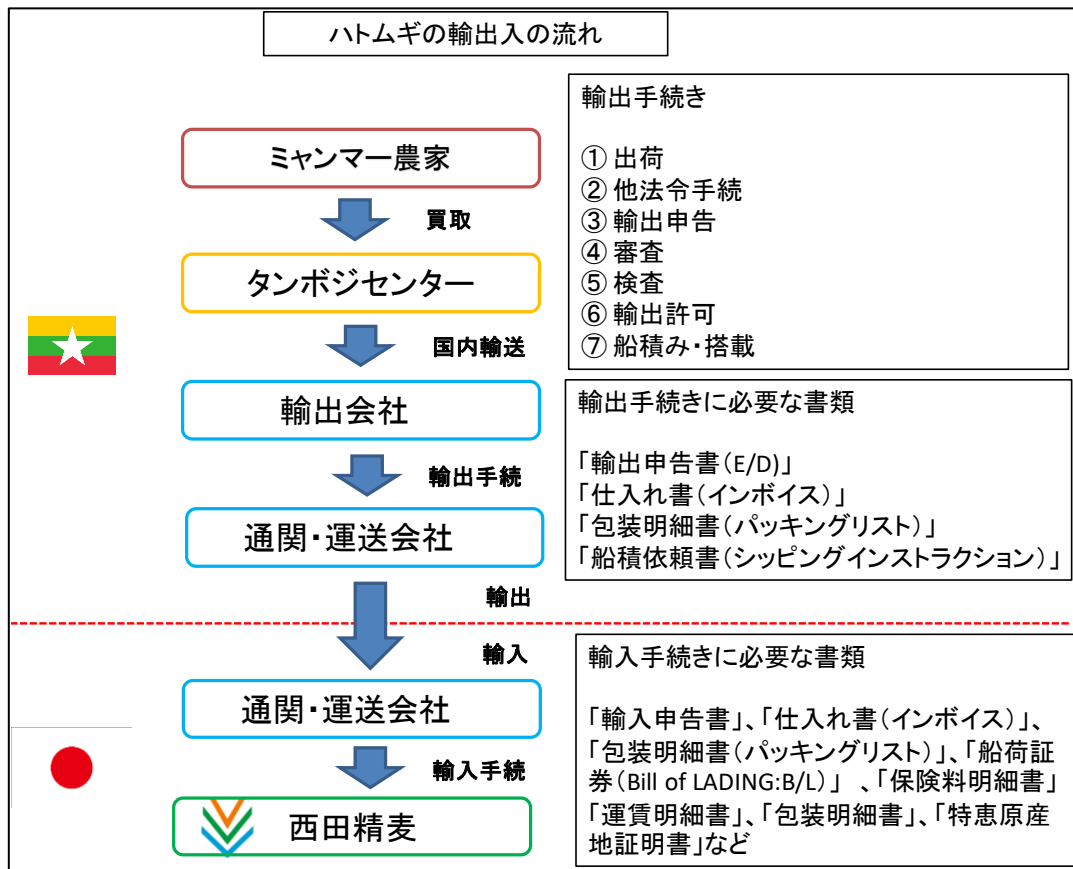 ハトムギの輸出入の流れ
ミャンマー農家
買取
タンボジセンター
国内輸送
輸出会社
輸出手続
通関・運送会社
輸出
輸入
通関・運送会社
輸入手続
西田精麦
輸出手続き
① 出荷
② 他法令手続
③ 輸出申告
④ 審査
⑤ 検査
⑥ 輸出許可
⑦ 船積み・搭載
輸出手続きに必要な書類
「輸出申告書（E/D)」
「仕入れ書（インボイス）」
「包装明細書（パッキングリスト）」
「船積依頼書（シッピングインストラクション）」
輸入手続きに必要な書類
「輸入申告書」、「仕入れ書（インボイス）」、
「包装明細書（パッキングリスト）」、「船荷証
券（Bill of LADING:B/L）」 、「保険料明細書」
「運賃明細書」、「包装明細書」、「特恵原産
地証明書」など